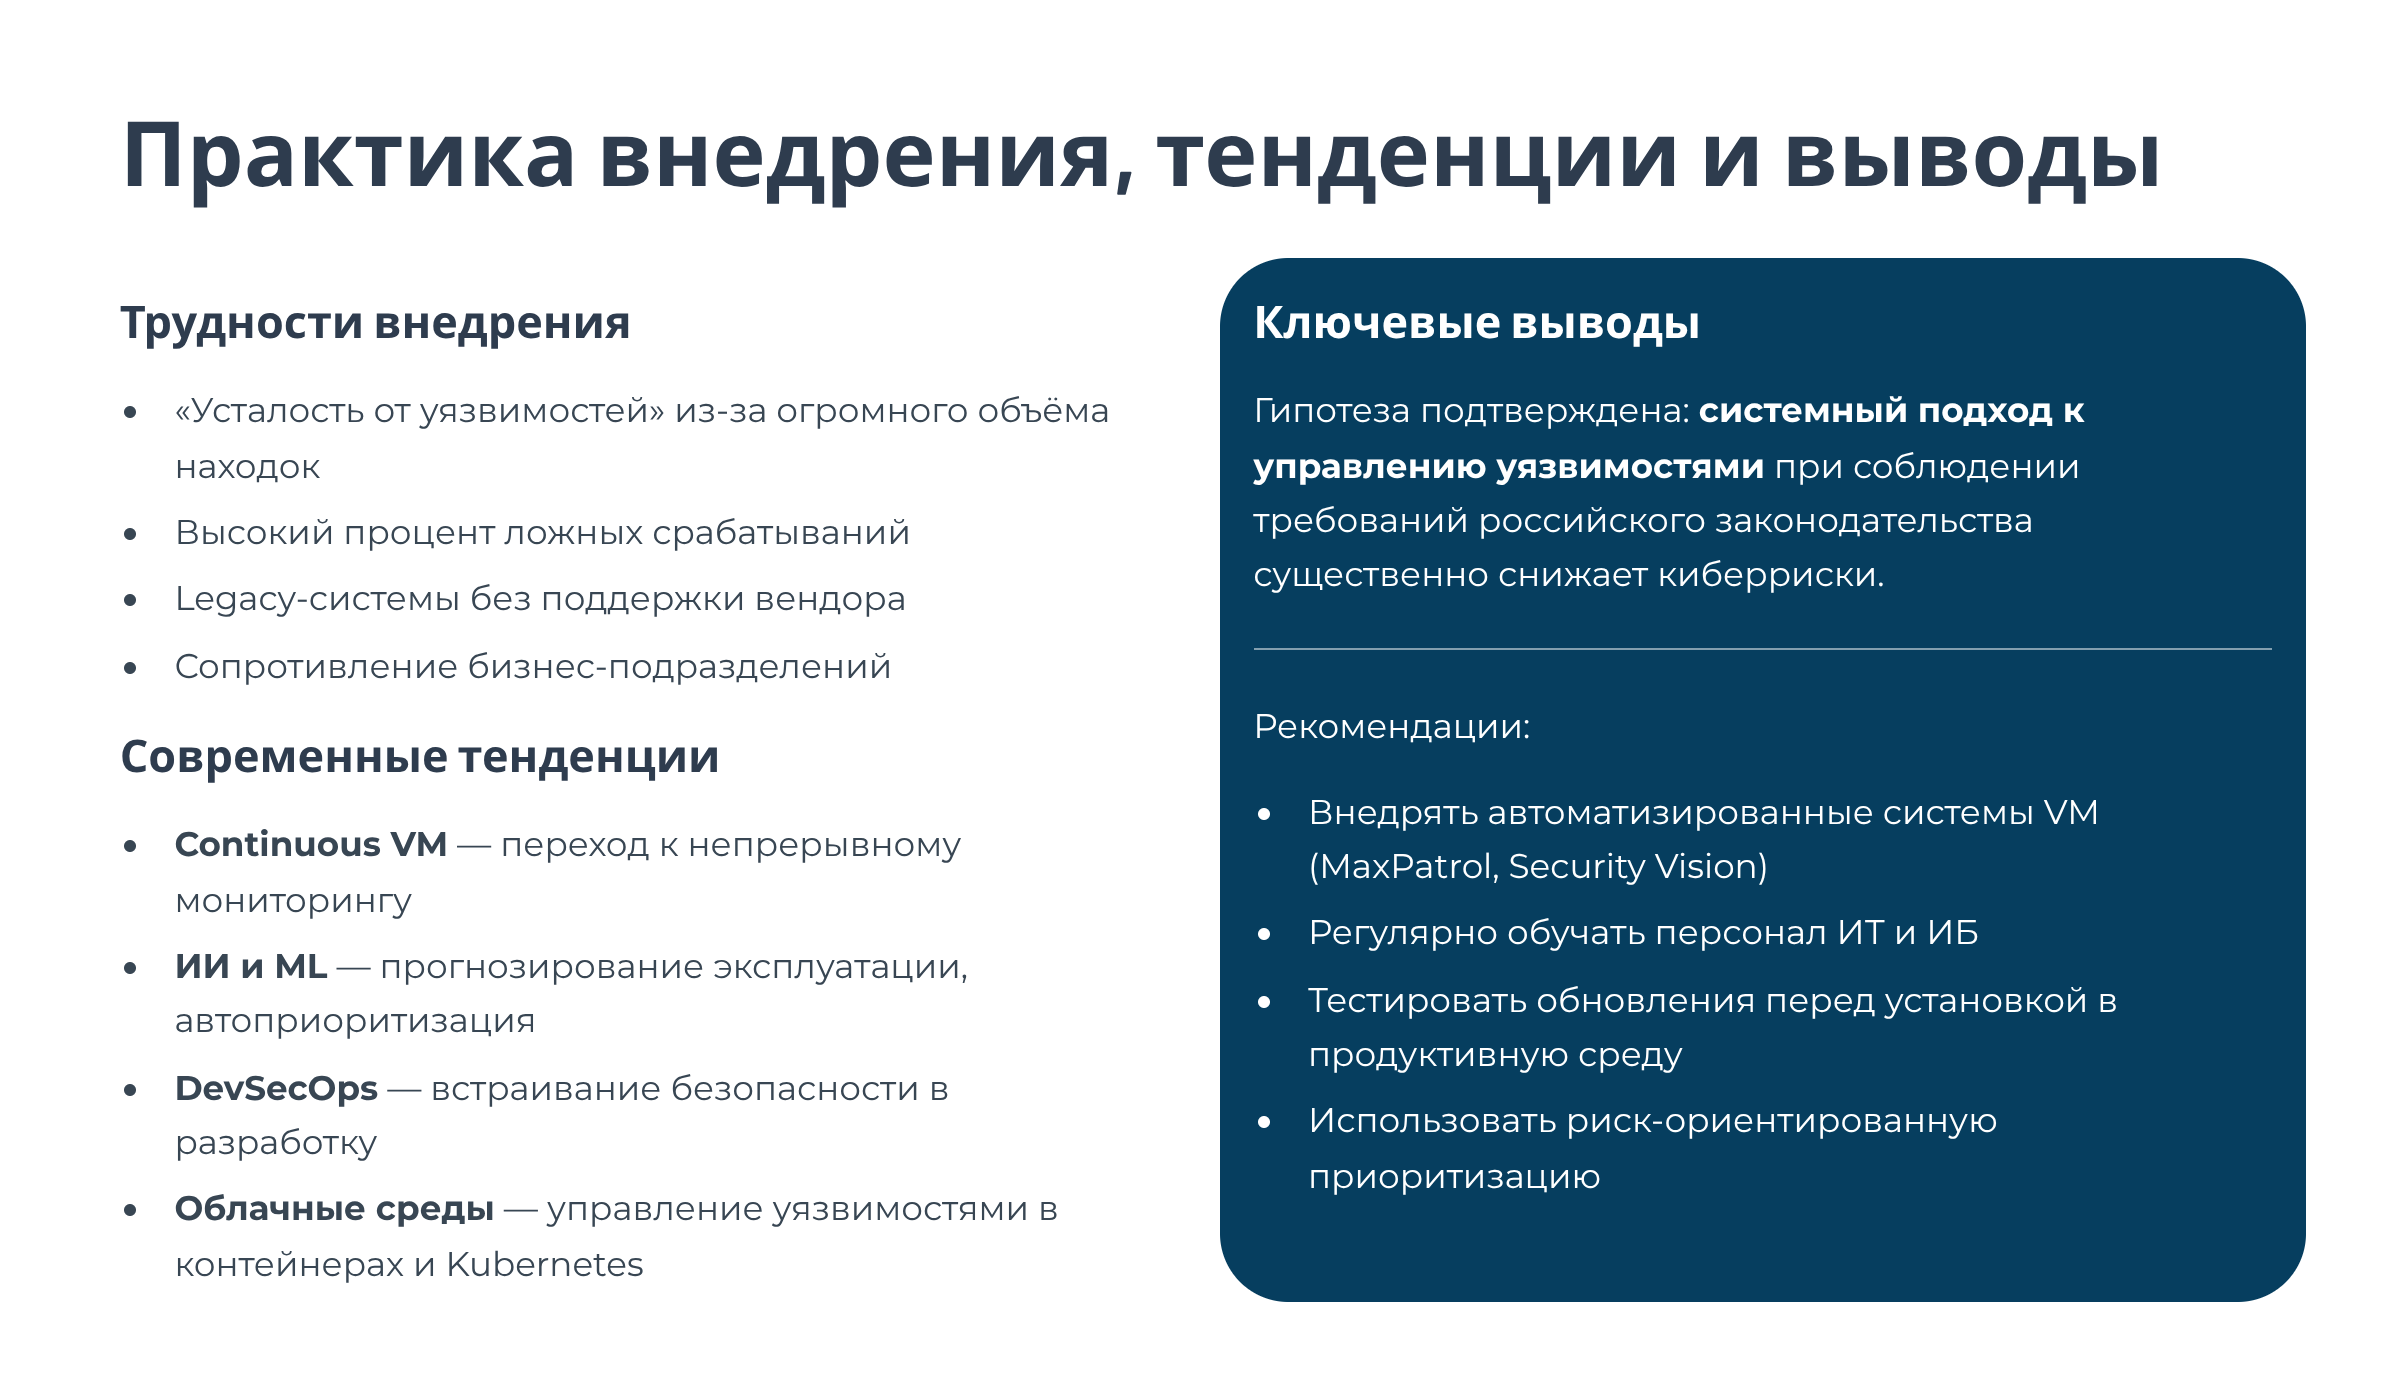 Практика внедрения, тенденции и выводы
Трудности внедрения
«Усталость от уязвимостей» из-за огромного объёма
находок
Высокий процент ложных срабатываний
Legacy-системы без поддержки вендора
Сопротивление бизнес-подразделений
Современные тенденции
Continuous VM — переход к непрерывному
мониторингу
ИИ и ML — прогнозирование эксплуатации,
автоприоритизация
DevSecOps — встраивание безопасности в
разработку
Облачные среды — управление уязвимостями в
контейнерах и Kubernetes
Ключевые выводы
Гипотеза подтверждена: системный подход к
управлению уязвимостями при соблюдении
требований российского законодательства
существенно снижает киберриски.
Рекомендации:
Внедрять автоматизированные системы VM
(MaxPatrol, Security Vision)
Регулярно обучать персонал ИТ и ИБ
Тестировать обновления перед установкой в
продуктивную среду
Использовать риск-ориентированную
приоритизацию